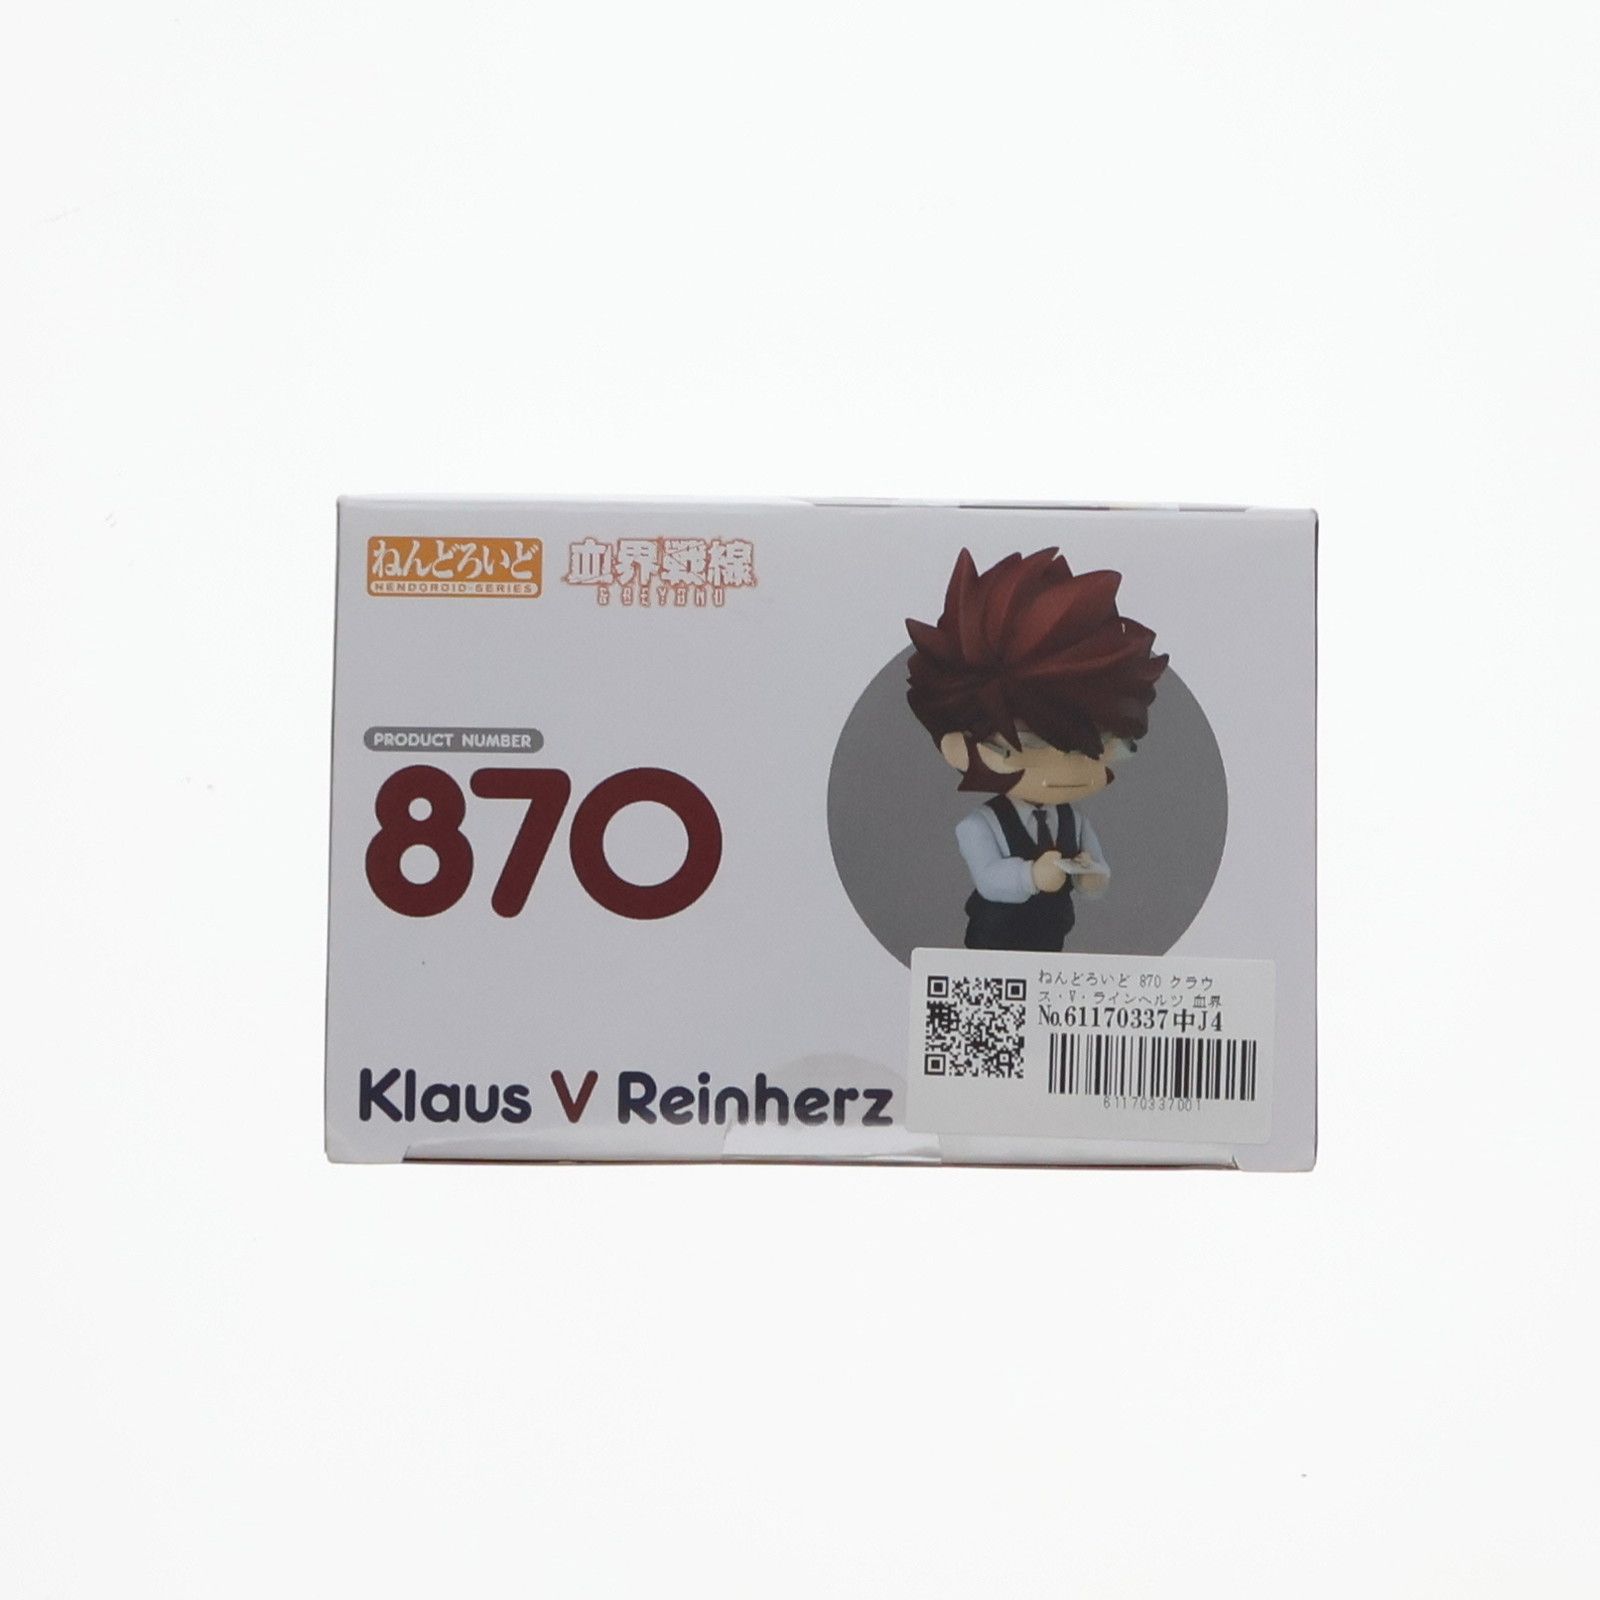 ねんどろいど
NENDOROID-SERIES
血界戦線
& BEYOND
PRODUCT NUMBER
870
Klaus V Reinherz
ねんどろいど 870 クラウ
ス・V・ラインヘルツ 血界
No.61170337中J4
61170337001